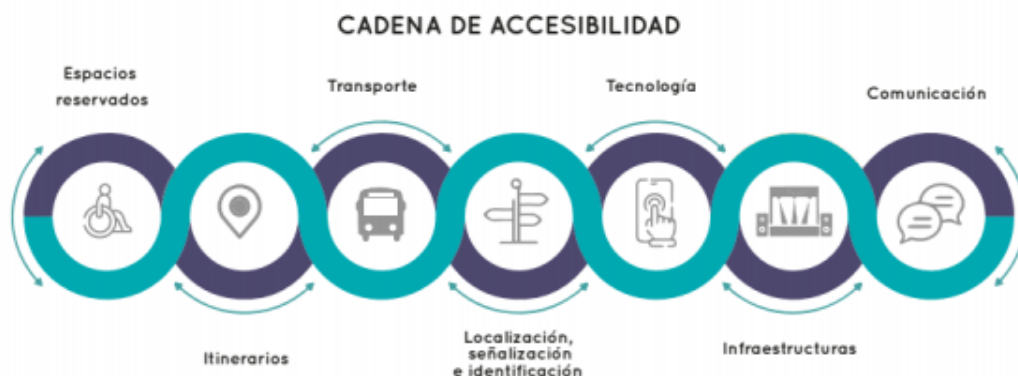 CADENA DE ACCESIBILIDAD
Espacios
reservados
Itinerarios
Transporte
Localización,
señalización
e identificación
Tecnología
Infraestructuras
Comunicación